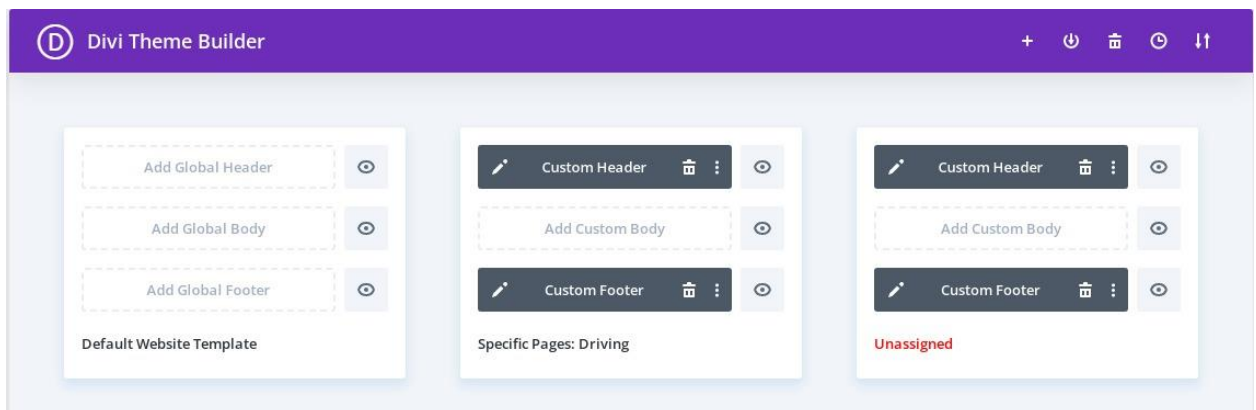 D Divi Theme Builder
Add Global Header
Add Global Body
Add Global Footer
Default Website Template
Custom Header
Add Custom Body
Custom Footer
Specific Pages: Driving
Custom Header
Add Custom Body
Custom Footer
Unassigned